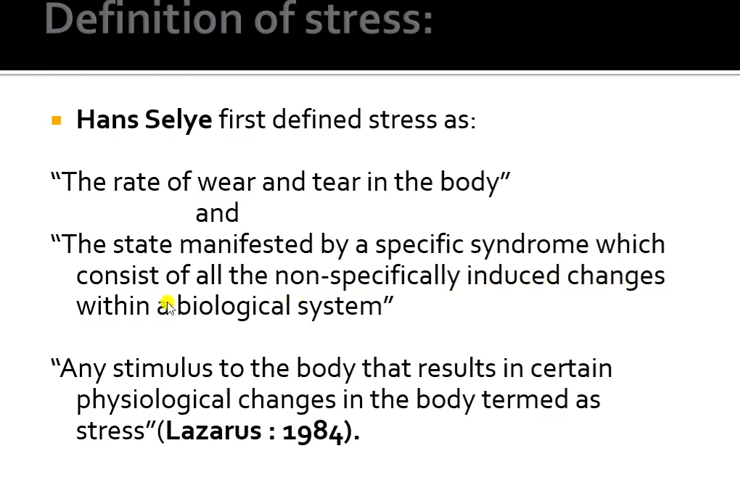 Definition of stress:
Hans Selye first defined stress as:
“The rate of wear and tear in the body”
and
“The state manifested by a specific syndrome which
consist of all the non-specifically induced changes
within a biological system”
“Any stimulus to the body that results in certain
physiological changes in the body termed as
stress”(Lazarus : 1984).